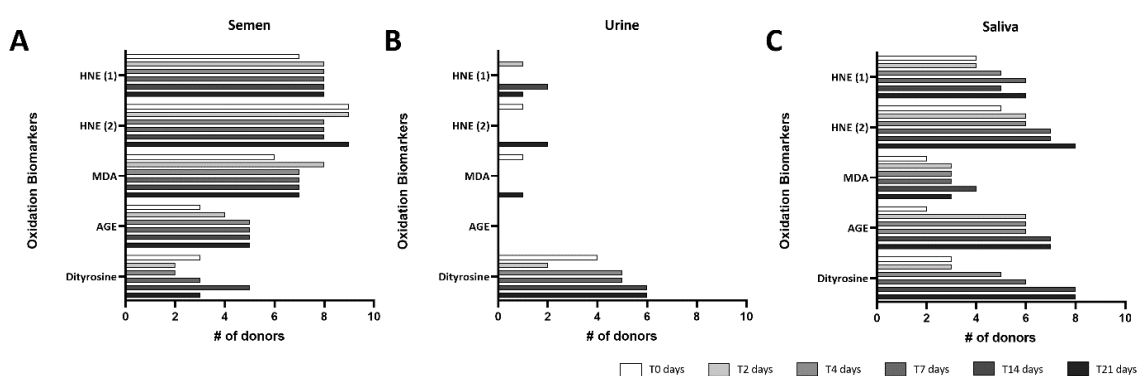 A
Semen
Oxidation Biomarkers
HNE (1)
HNE (2)
MDA
AGE
Dityrosine
0 2 4 6 8 10
# of donors
B
Urine
Oxidation Biomarkers
HNE (1)
HNE (2)
MDA
AGE
Dityrosine
0 2 4 6 8 10
# of donors
C
Saliva
Oxidation Biomarkers
HNE (1)
HNE (2)
MDA
AGE
Dityrosine
0 2 4 6 8 10
# of donors
T0 days T2 days T4 days T7 days T14 days T21 days